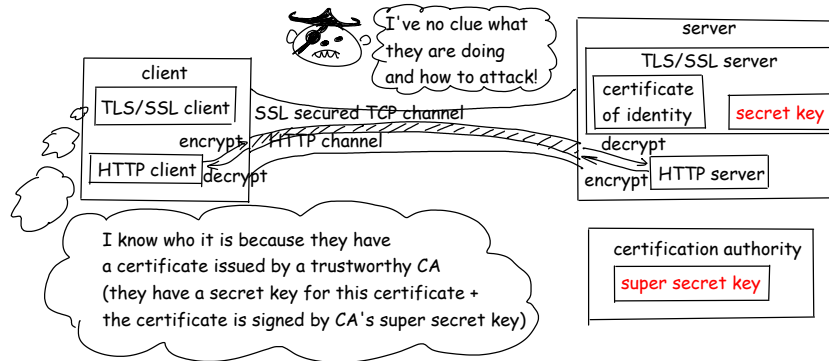 I've no clue what
they are doing
and how to attack!
server
TLS/SSL server
certificate
of identity
secret key
client
TLS/SSL client
SSL secured TCP channel
encrypt
HTTP channel
decrypt
HTTP client
decrypt
encrypt
HTTP server
I know who it is because they have
a certificate issued by a trustworthy CA
(they have a secret key for this certificate +
the certificate is signed by CA's super secret key)
certification authority
super secret key